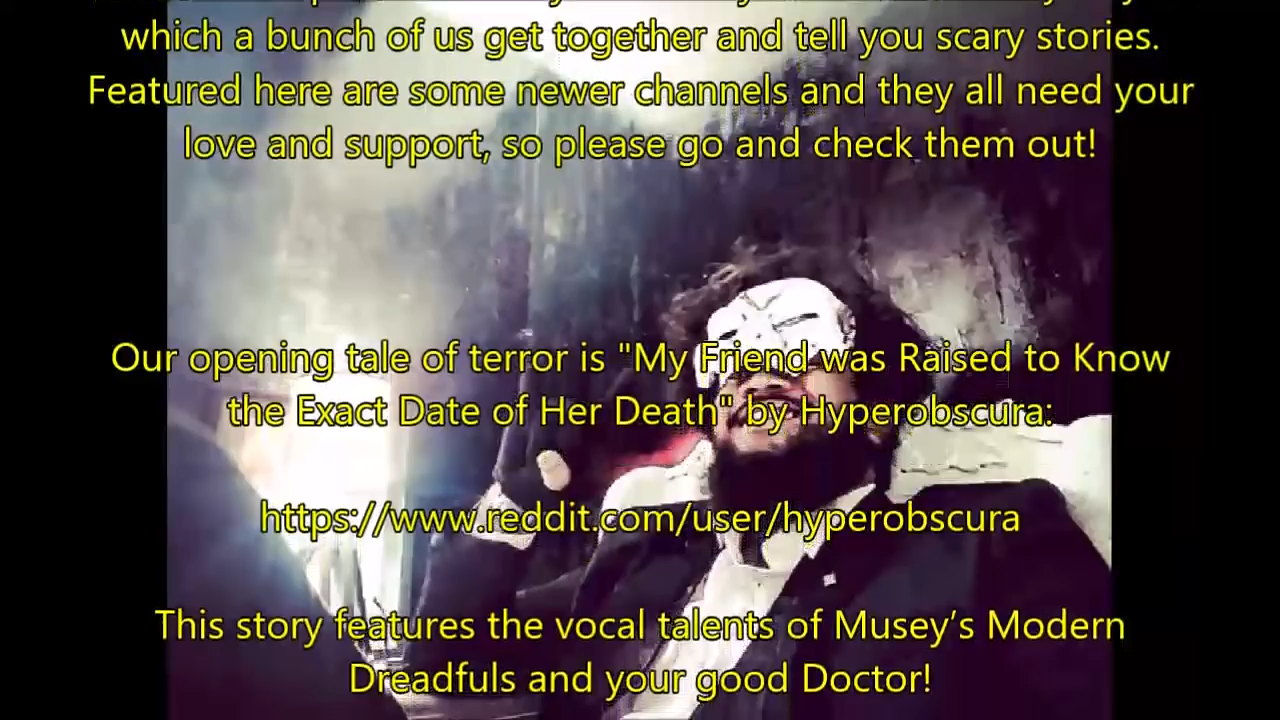 which a bunch of us get together and tell you scary stories.
Featured here are some newer channels and they all need your
love and support, so please go and check them out!
Our opening tale of terror is "My Friend was Raised to Know
the Exact Date of Her Death" by Hyperobscura:
https://www.reddit.com/user/hyperobscura
This story features the vocal talents of Musey’s Modern
Dreadfuls and your good Doctor!